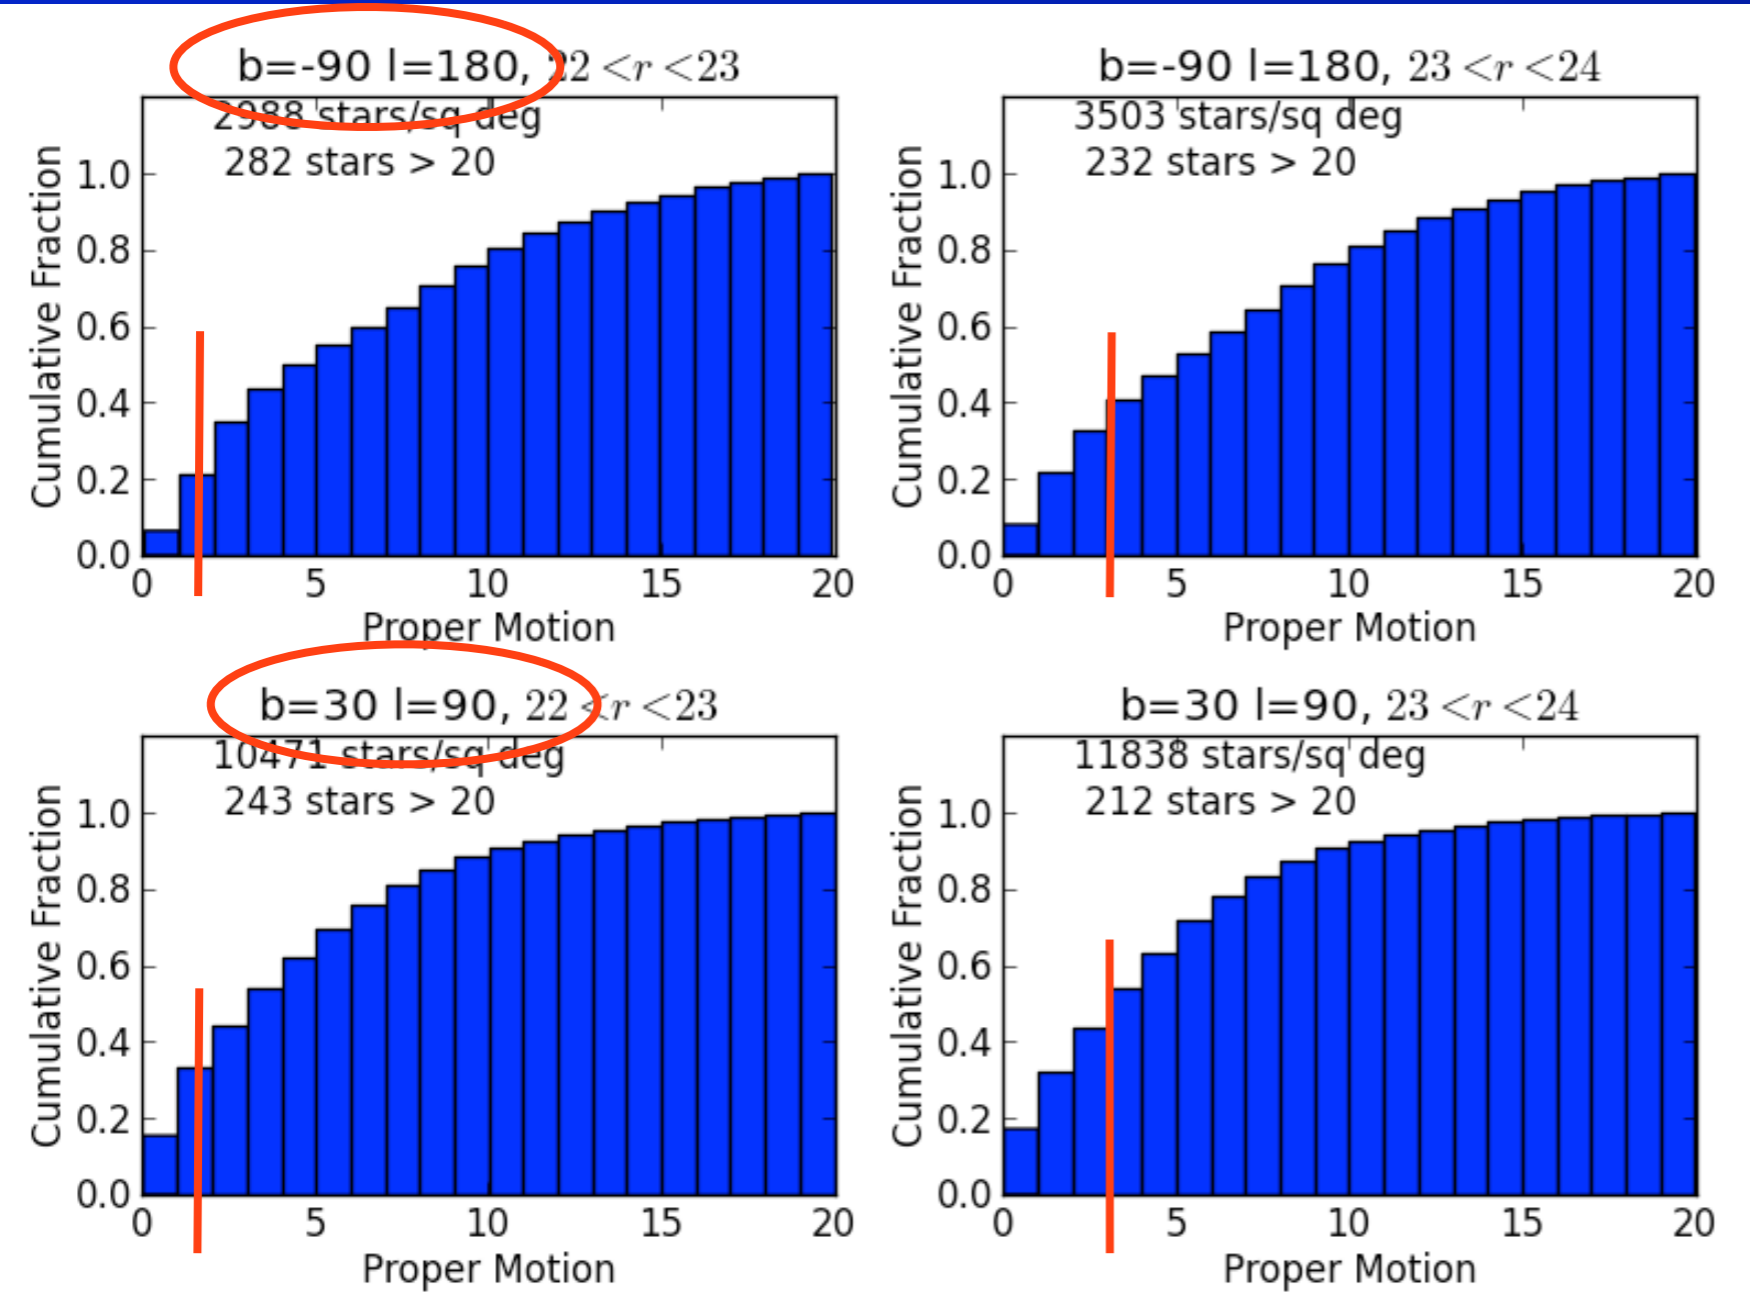 b=-90 l=180, 22 <r <23
2988 stars/sq deg
282 stars > 20
Cumulative Fraction
1.0
0.8
0.6
0.4
0.2
0.0
0 5 10 15 20
Proper Motion
b=-90 l=180, 23 <r <24
3503 stars/sq deg
232 stars > 20
Cumulative Fraction
1.0
0.8
0.6
0.4
0.2
0.0
0 5 10 15 20
Proper Motion
b=30 l=90, 22 <r <23
10471 stars/sq deg
243 stars > 20
Cumulative Fraction
1.0
0.8
0.6
0.4
0.2
0.0
0 5 10 15 20
Proper Motion
b=30 l=90, 23 <r <24
11838 stars/sq deg
212 stars > 20
Cumulative Fraction
1.0
0.8
0.6
0.4
0.2
0.0
0 5 10 15 20
Proper Motion